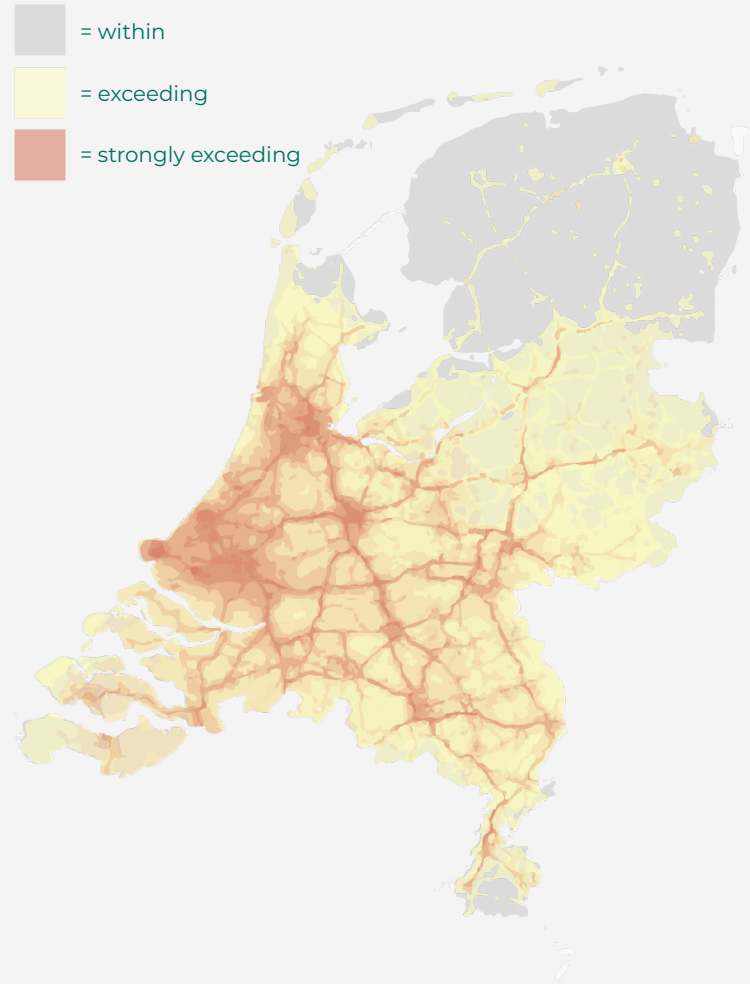 = within
= exceeding
= strongly exceeding